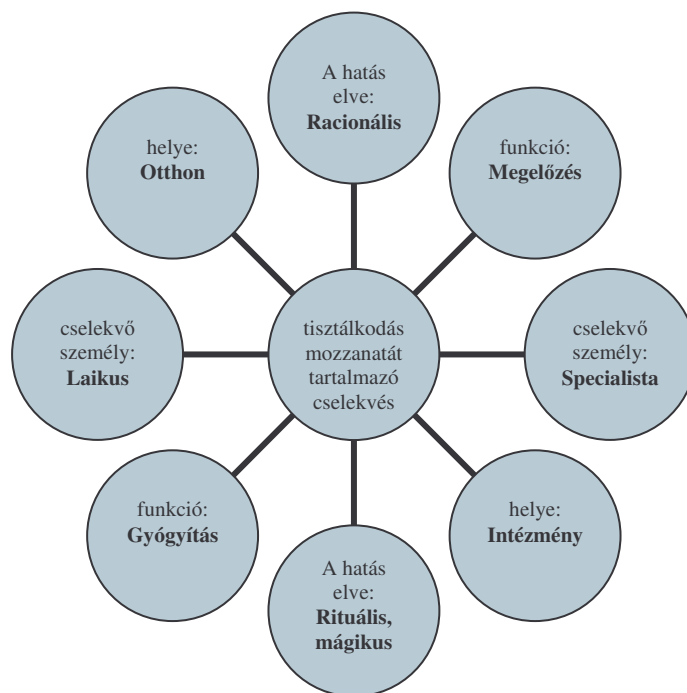 A hatás
elve:
Racionális
helye:
Otthon
funkció:
Megelőzés
cselekvő
személy:
Laikus
tisztálkodás
mozzanatát
tartalmazó
cselekvés
cselekvő
személy:
Specialista
funkció:
Gyógyítás
helye:
Intézmény
A hatás
elve:
Rituális,
mágikus